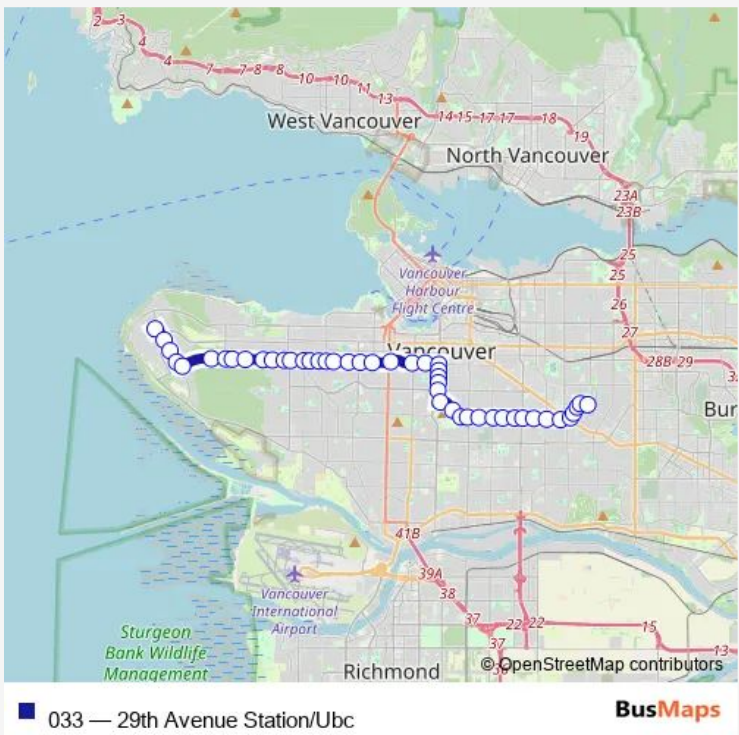 2 3
4
4 7 7 8 8 10 10 11 13
14 15 17 17 18
19
West Vancouver
North Vancouver
23A
23B
25
25
26
27
28B 29
3
Vancouver
Harbour
Flight Centre
Vancouver
Bur
41B
39A
38
37
22 22
15
13
37
Vancouver
International
Airport
Sturgeon
Bank Wildlife
Management
Richmond
© OpenStreetMap contributors
033 — 29th Avenue Station/Ubc
BusMaps